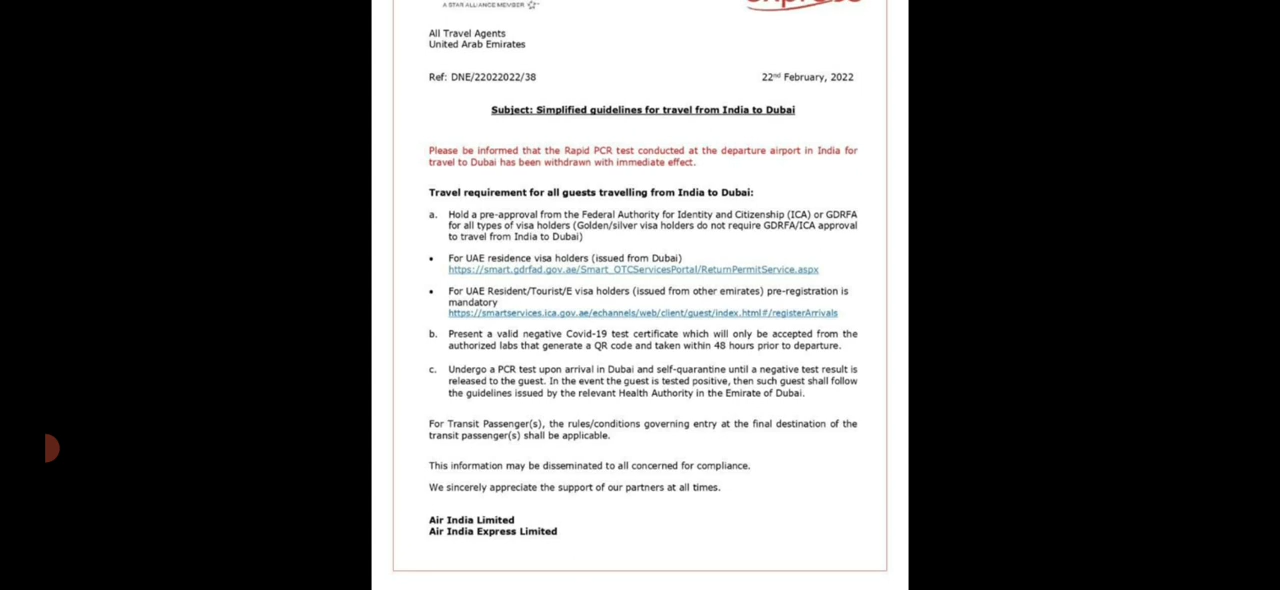 A STAR ALLIANCE MEMBER
express
All Travel Agents
United Arab Emirates
Ref: DNE/22022022/38 22nd February, 2022
Subject: Simplified guidelines for travel from India to Dubai
Please be informed that the Rapid PCR test conducted at the departure airport in India for
travel to Dubai has been withdrawn with immediate effect.
Travel requirement for all guests travelling from India to Dubai:
a. Hold a pre-approval from the Federal Authority for Identity and Citizenship (ICA) or GDRFA
for all types of visa holders (Golden/silver visa holders do not require GDRFA/ICA approval
to travel from India to Dubai)
• For UAE residence visa holders (issued from Dubai)
https://smart.gdrfad.gov.ae/Smart_OTCServicesPortal/ReturnPermitService.aspx
• For UAE Resident/Tourist/E visa holders (issued from other emirates) pre-registration is
mandatory
https://smartservices.ica.gov.ae/echannels/web/client/guest/index.html#/registerArrivals
b. Present a valid negative Covid-19 test certificate which will only be accepted from the
authorized labs that generate a QR code and taken within 48 hours prior to departure.
c. Undergo a PCR test upon arrival in Dubai and self-quarantine until a negative test result is
released to the guest. In the event the guest is tested positive, then such guest shall follow
the guidelines issued by the relevant Health Authority in the Emirate of Dubai.
For Transit Passenger(s), the rules/conditions governing entry at the final destination of the
transit passenger(s) shall be applicable.
This information may be disseminated to all concerned for compliance.
We sincerely appreciate the support of our partners at all times.
Air India Limited
Air India Express Limited